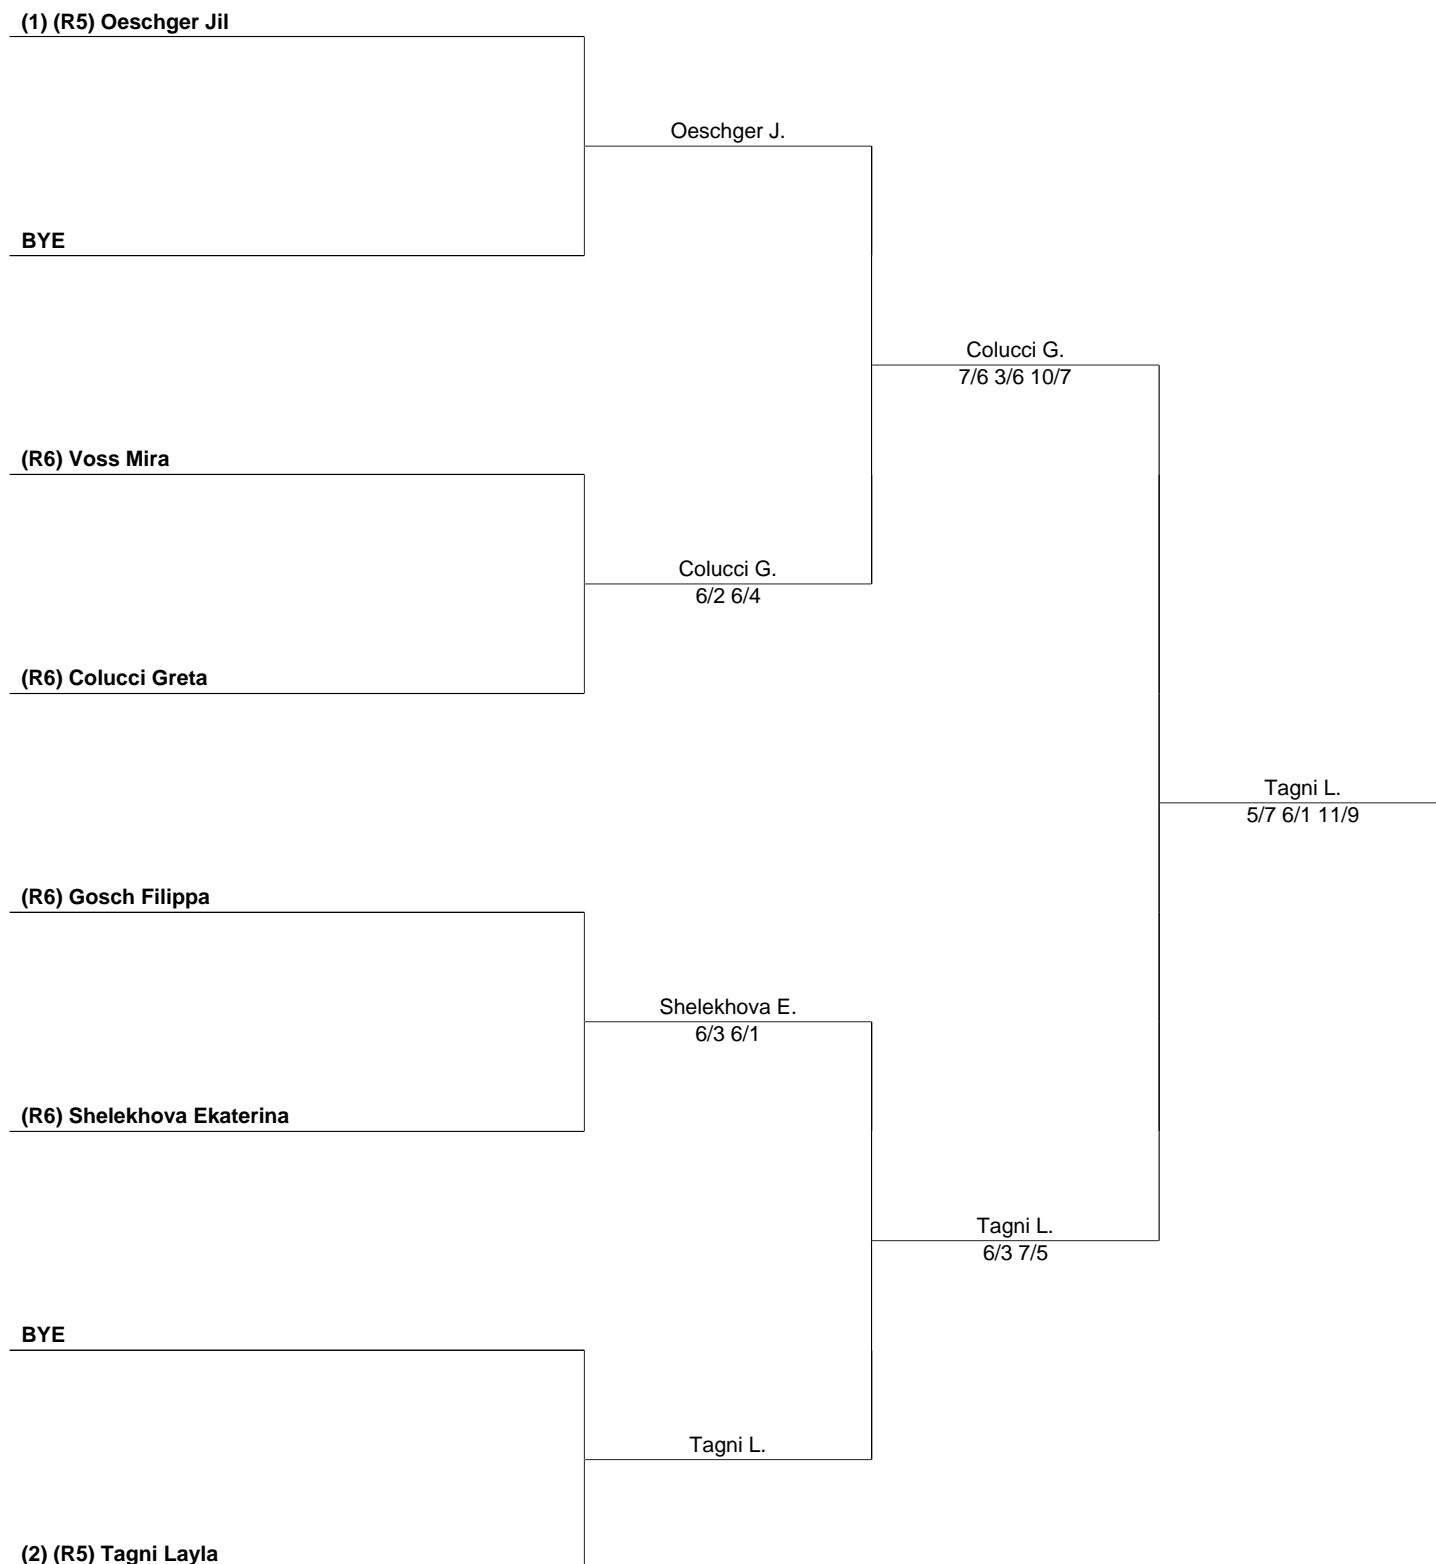 (1) (R5) Oeschger Jil
Oeschger J.
BYE
Colucci G.
7/6 3/6 10/7
(R6) Voss Mira
Colucci G.
6/2 6/4
(R6) Colucci Greta
Tagni L.
5/7 6/1 11/9
(R6) Gosch Filippa
Shelekhova E.
6/3 6/1
(R6) Shelekhova Ekaterina
Tagni L.
6/3 7/5
BYE
Tagni L.
(2) (R5) Tagni Layla